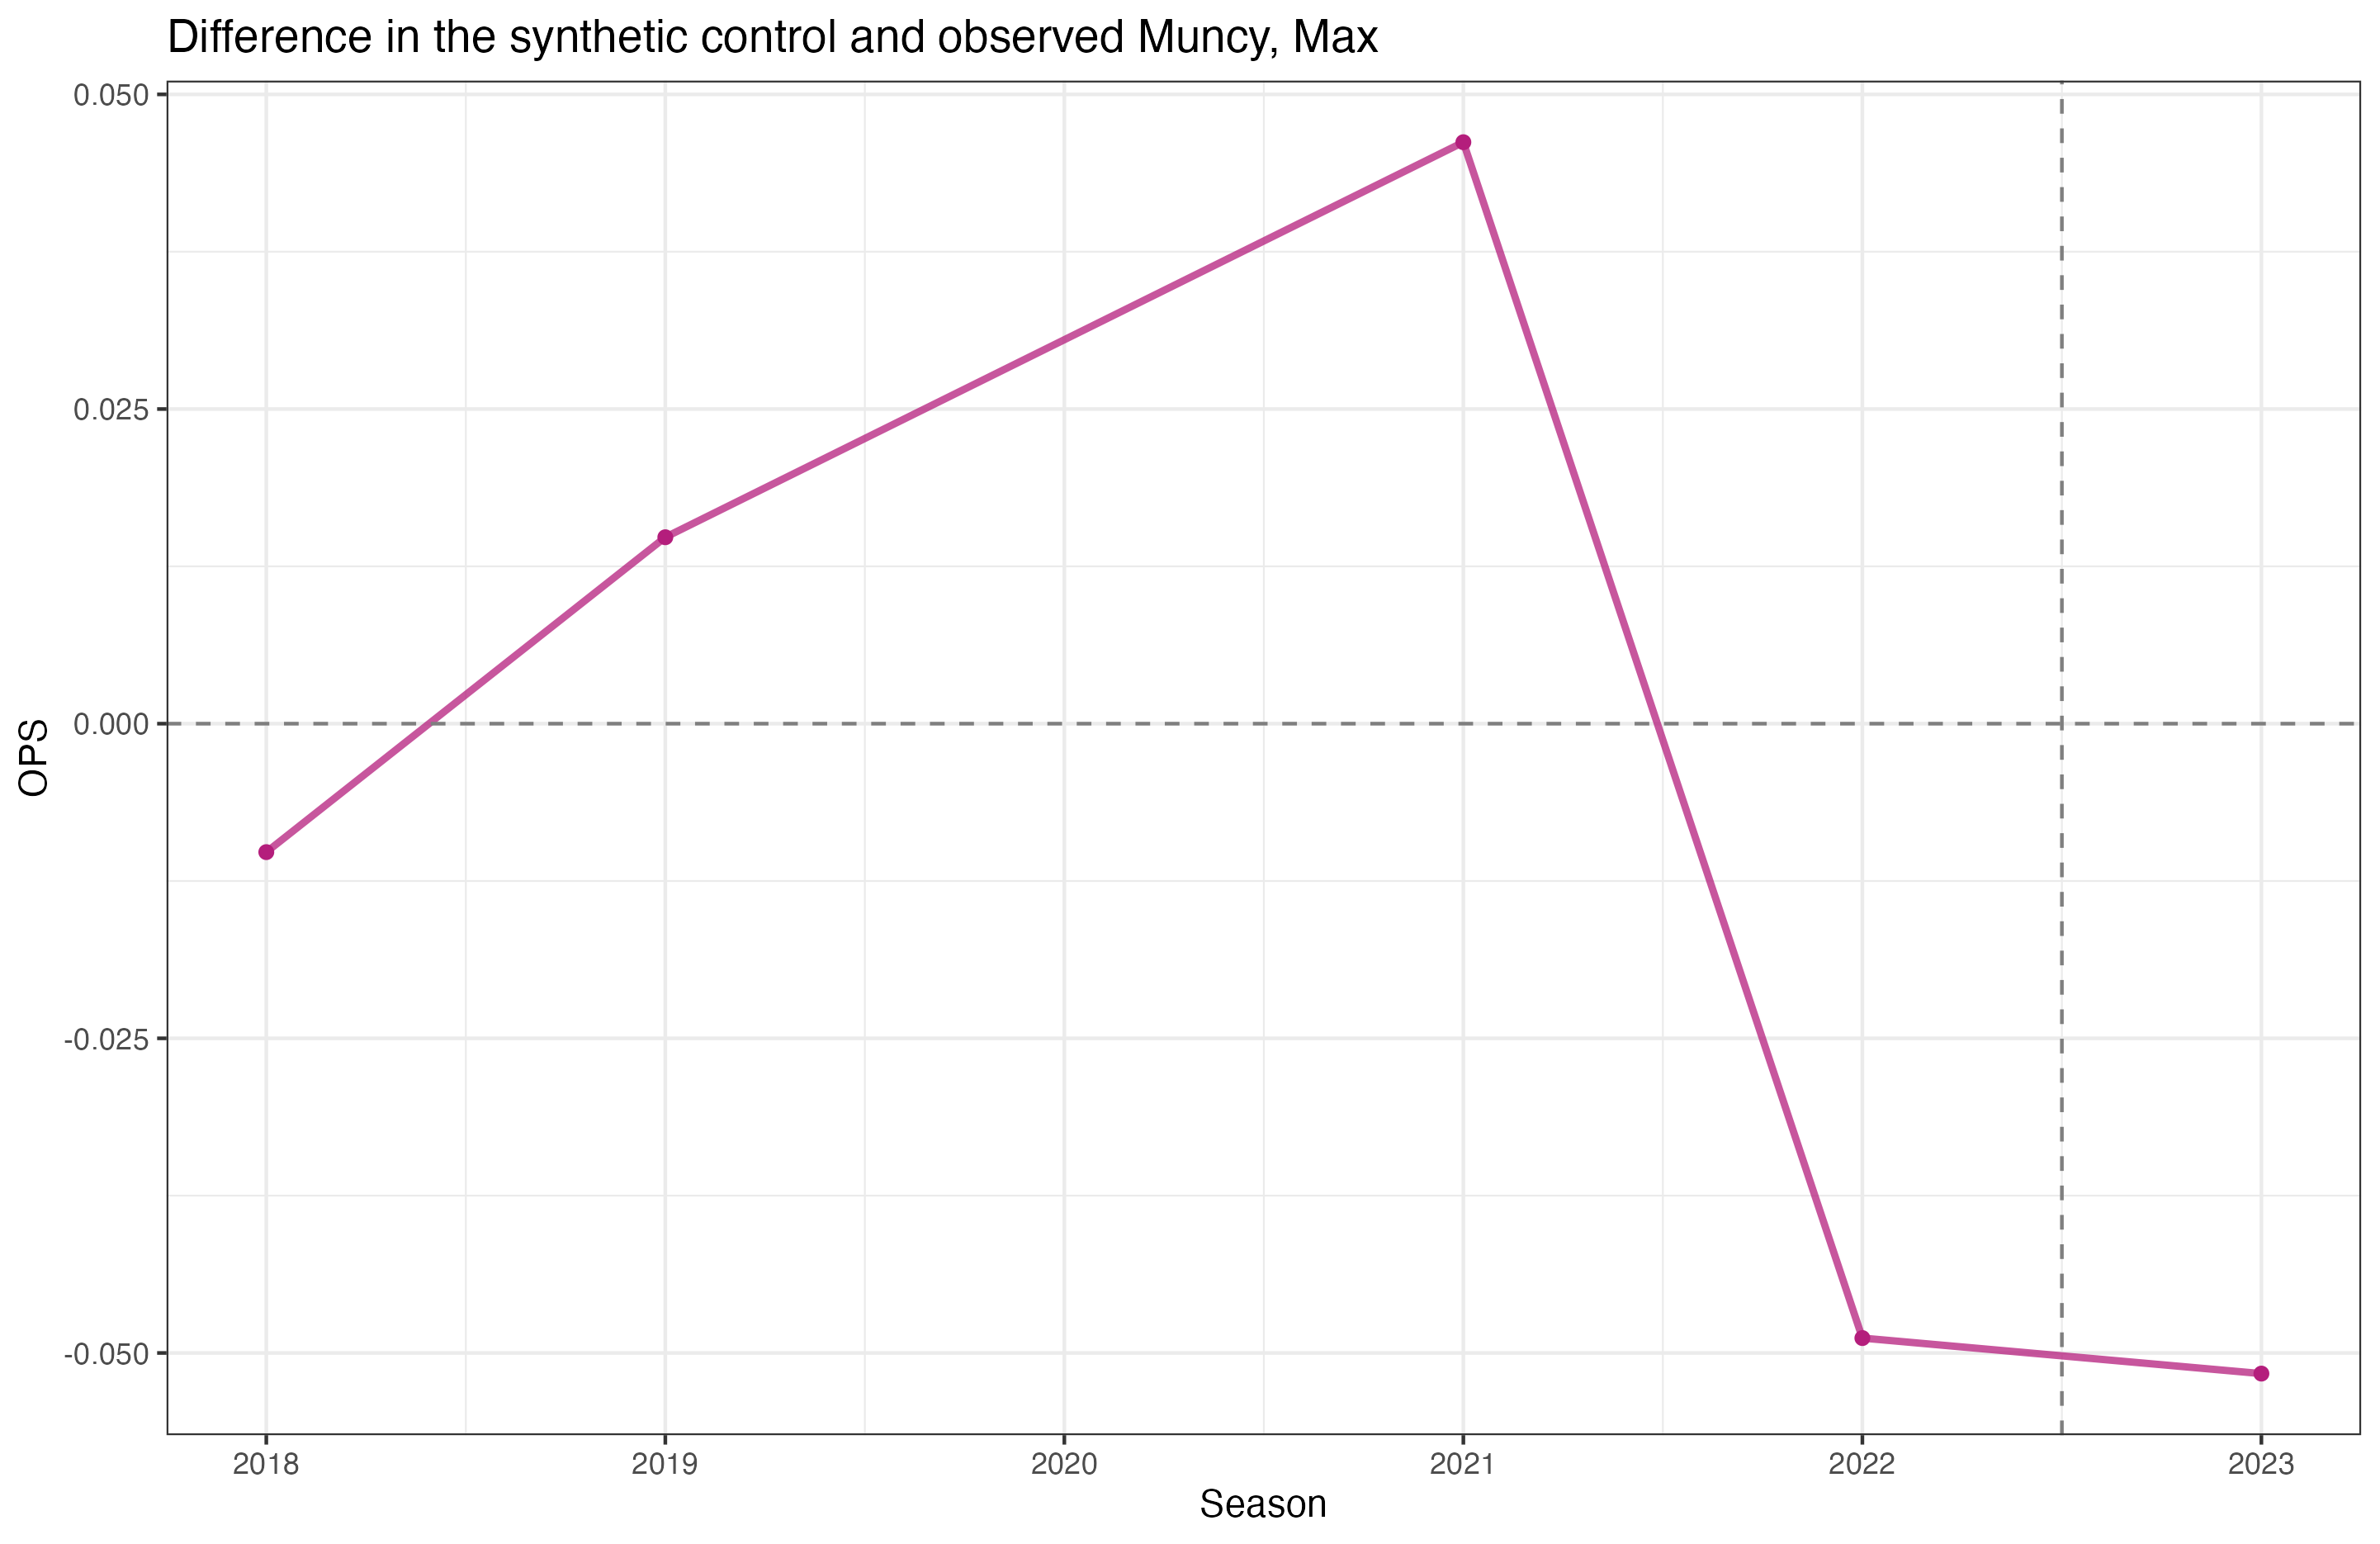 Difference in the synthetic control and observed Muncy, Max
0.050
0.025
0.000
-0.025
-0.050
OPS
2018 2019 2020 2021 2022 2023
Season